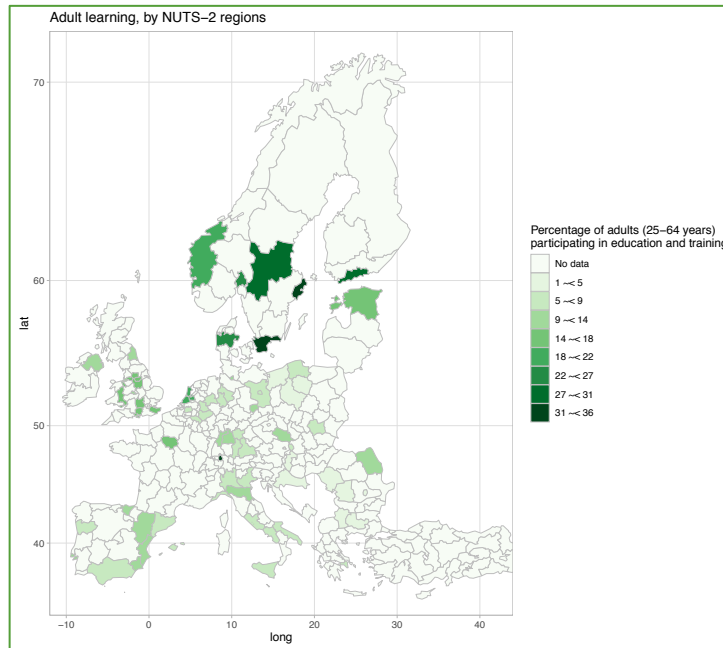 Adult learning, by NUTS−2 regions
70
60
50
40
lat
−10
0
10
20
30
40
long
Percentage of adults (25−64 years)
participating in education and training
No data
1 ~< 5
5 ~< 9
9 ~< 14
14 ~< 18
18 ~< 22
22 ~< 27
27 ~< 31
31 ~< 36